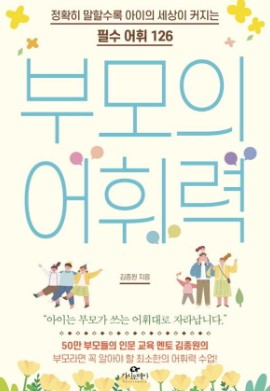 정확히 말할수록 아이의 세상이 커지는
필수 어휘 126
부모의
어휘력
김종원 지음
"아이는 부모가 쓰는 어휘대로 자라납니다."
50만 부모들의 인문 교육 멘토 김종원의
부모라면 꼭 알아야 할 최소한의 어휘력 수업!